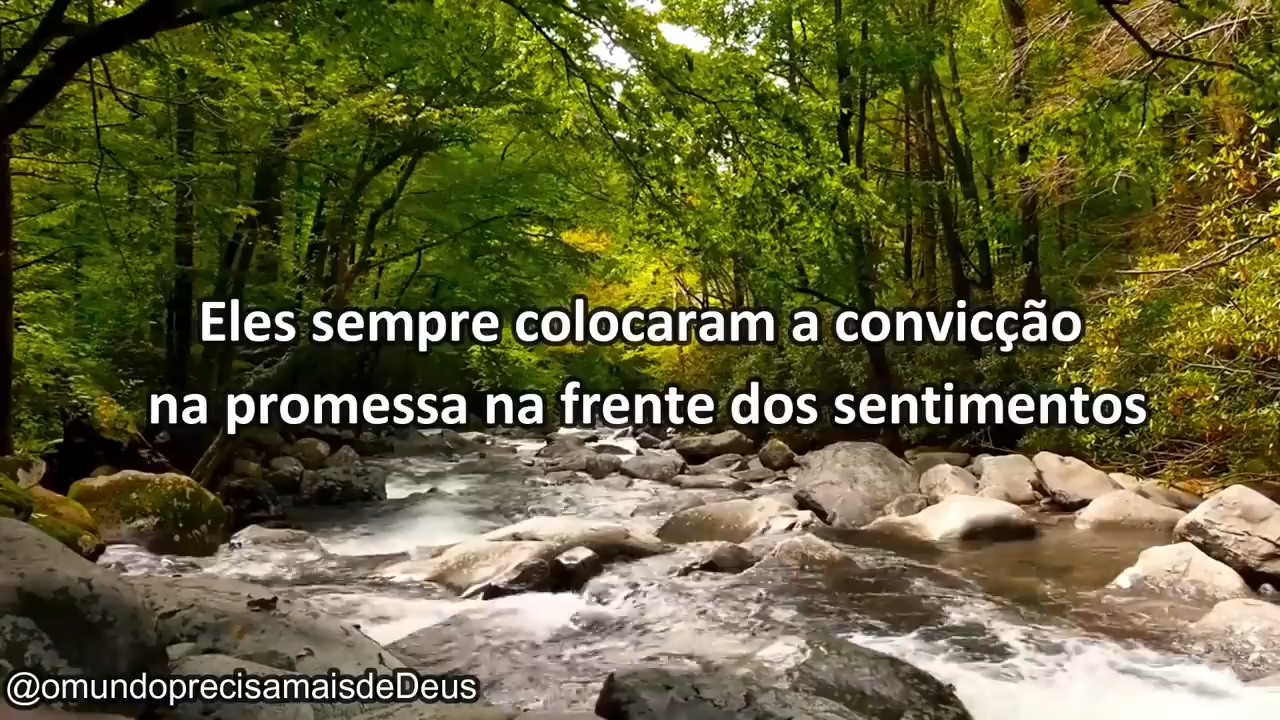 Eles sempre colocaram a convicção
na promessa na frente dos sentimentos
@omundoprecisamaisdeDeus